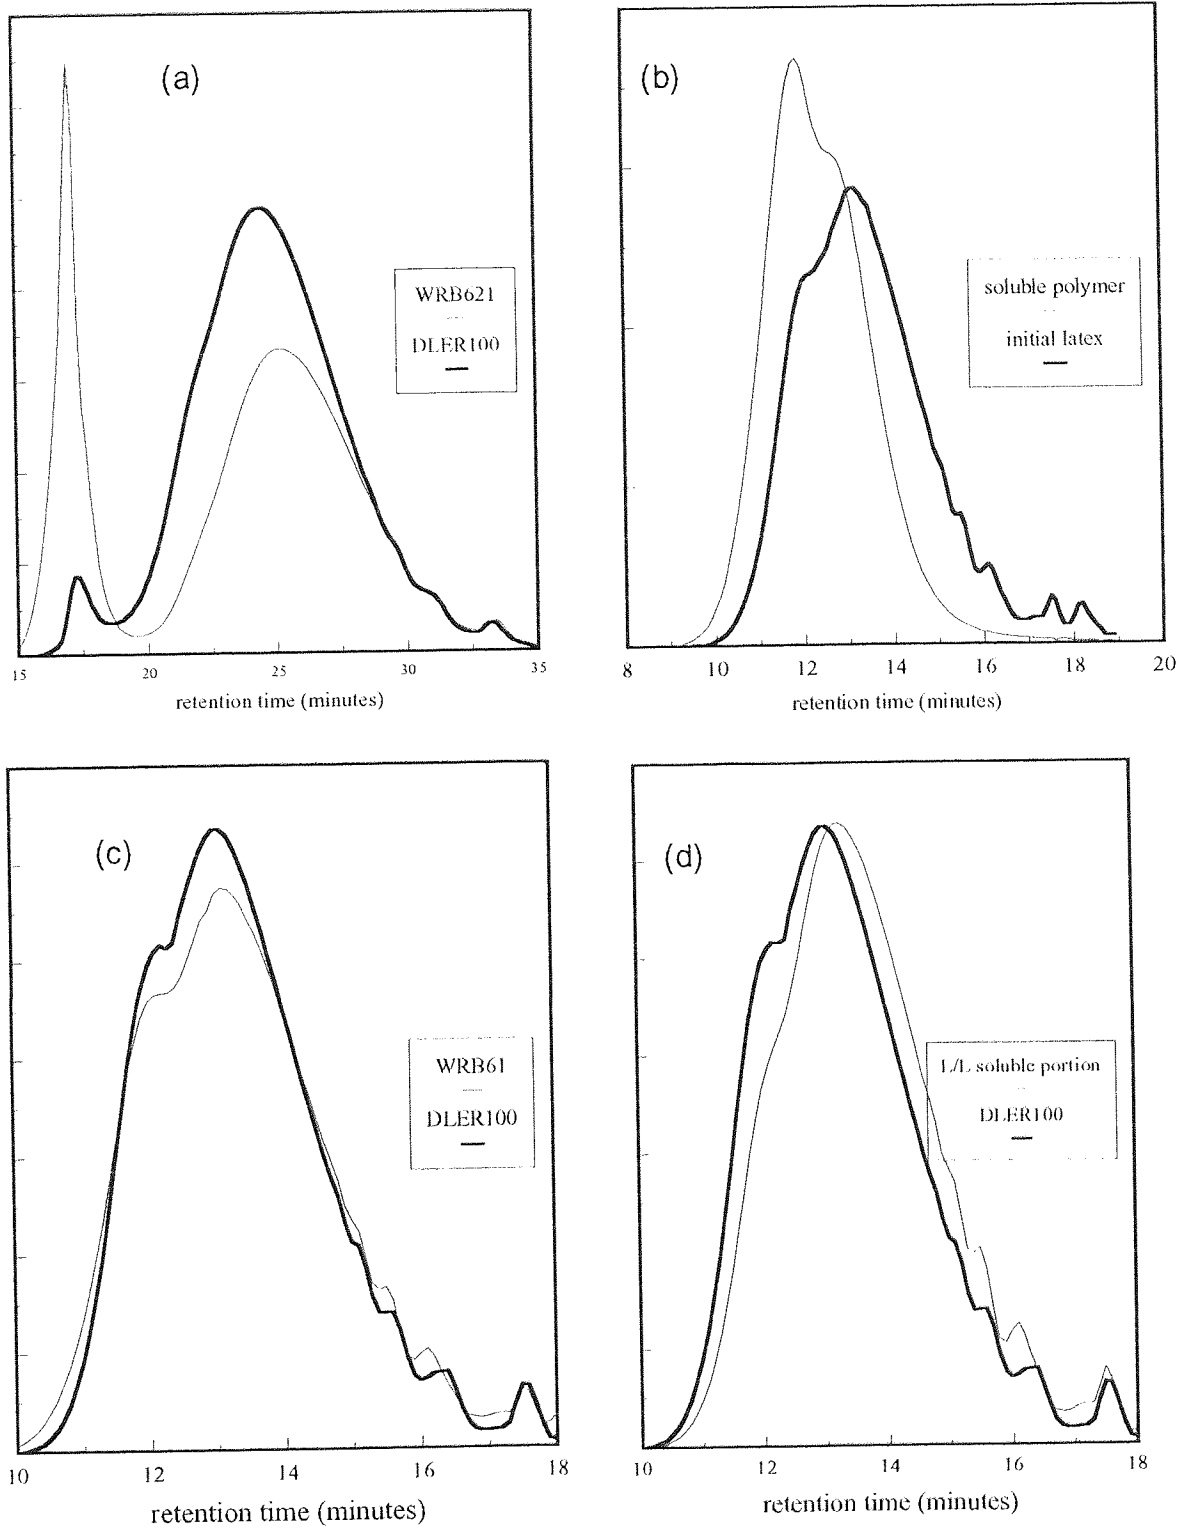 (a)
WRB621
DLER100
15 20 25 30 35
retention time (minutes)
(b)
soluble polymer
initial latex
8 10 12 14 16 18 20
retention time (minutes)
(c)
WRB61
DLER100
10 12 14 16 18
retention time (minutes)
(d)
L/L soluble portion
DLER100
10 12 14 16 18
retention time (minutes)